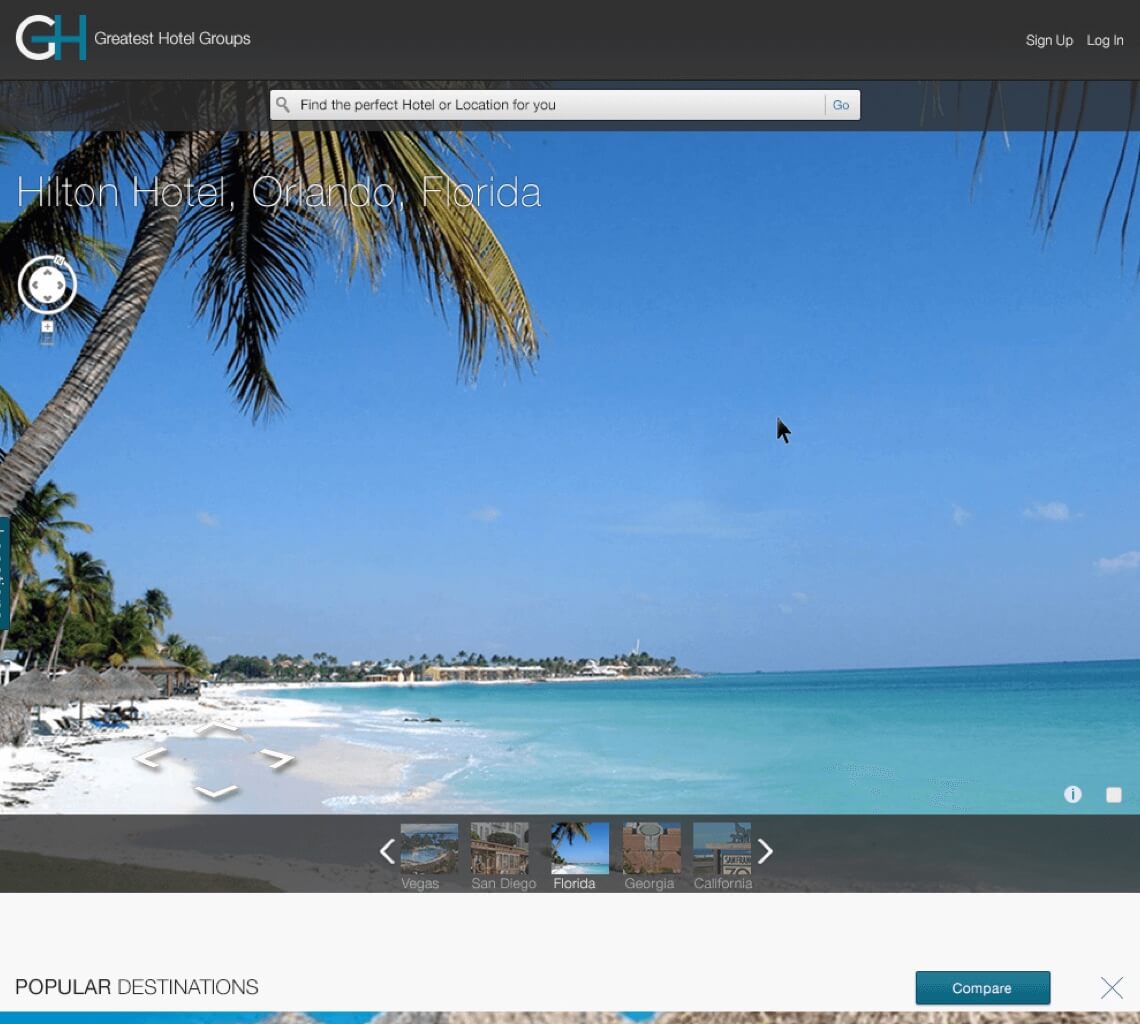 GH Greatest Hotel Groups
Sign Up Log In
Find the perfect Hotel or Location for you
Go
Hilton Hotel, Orlando, Florida
N
i
Vegas San Diego Florida Georgia California
POPULAR DESTINATIONS
Compare